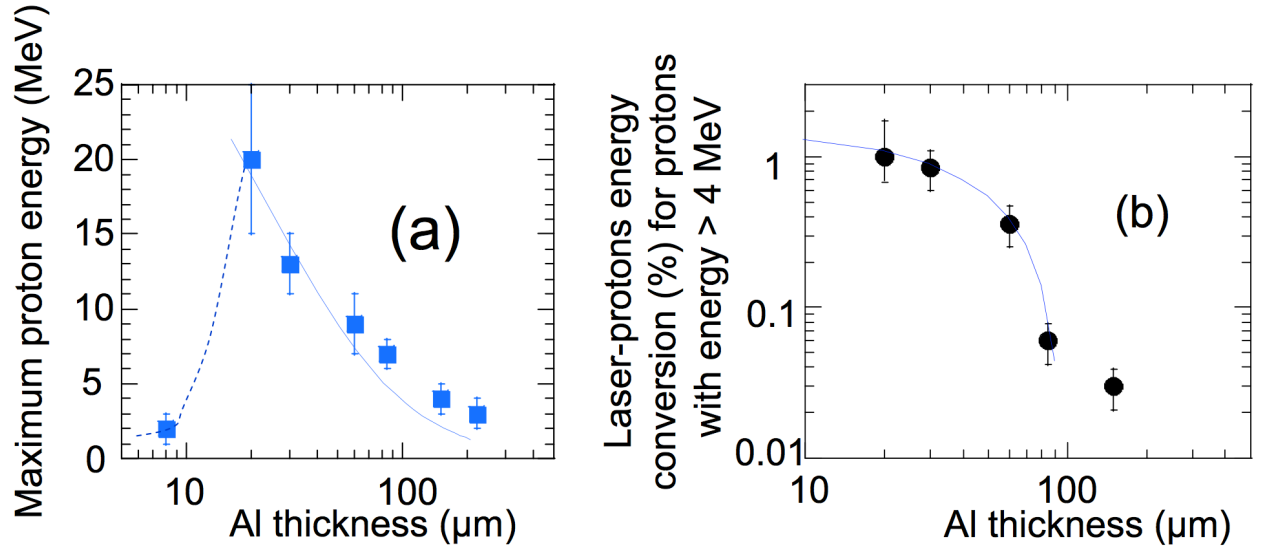 Maximum proton energy (MeV)
25
20
15
10
5
0
10
100
Al thickness (µm)
(a)
Laser-protons energy
conversion (%) for protons
with energy > 4 MeV
1
0.1
0.01
10
100
Al thickness (µm)
(b)